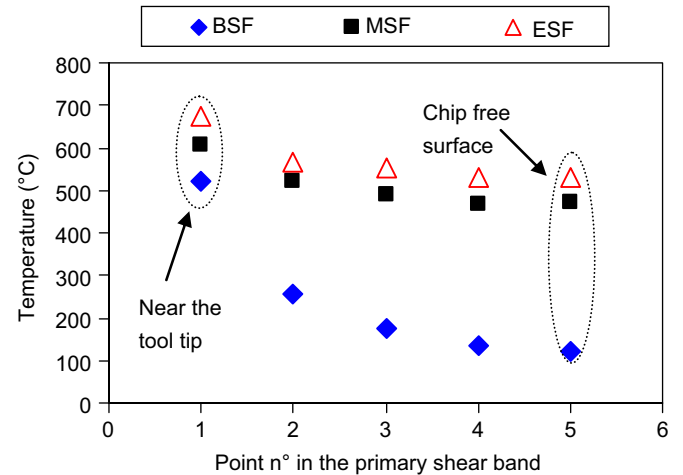 BSF MSF ESF
800
700
600
500
400
300
200
100
0
Temperature (°C)
Chip free
surface
Near the
tool tip
0 1 2 3 4 5 6
Point n° in the primary shear band